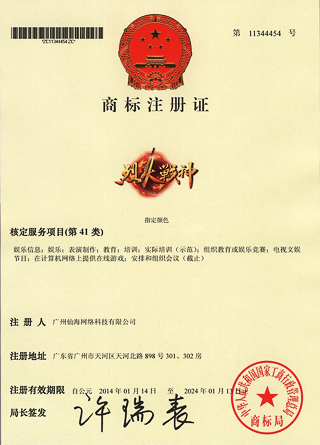 *ZC11344454ZC*
第 11344454 号
商标注册证
烈火战神
指定颜色
核定服务项目(第 41 类)
娱乐信息；娱乐；表演制作；教育；培训；实际培训（示范）；组织教育或娱乐竞赛；电视文娱
节目；在计算机网络上提供在线游戏；安排和组织会议（截止）
注 册 人 广州仙海网络科技有限公司
注册地址 广东省广州市天河区天河北路 898 号 301、302 房
注册有效期限 自公元 2014 年 01 月 14 日 至 2024 年 01 月 13 日
局长签发 许瑞表
中华人民共和国国家工商行政管理总局
商标局